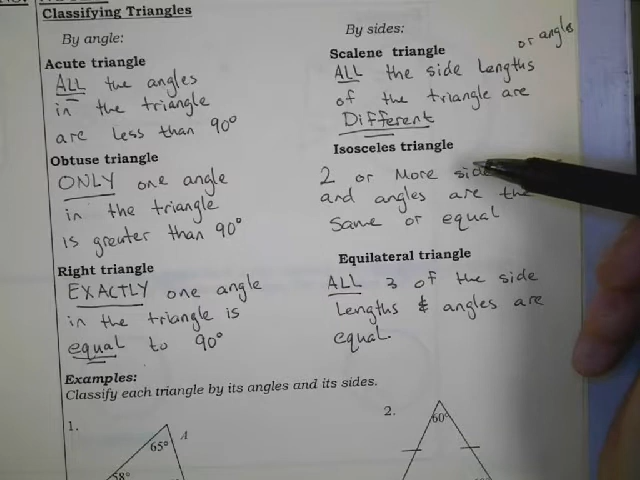 Classifying Triangles
By angle:
Acute triangle
ALL the angles
in the triangle
are less than 90°
Obtuse triangle
ONLY one angle
in the triangle
is greater than 90°
Right triangle
EXACTLY one angle
in the triangle is
equal to 90°
By sides:
or angles
Scalene triangle
ALL the side lengths
of the triangle are
Different
Isosceles triangle
2 or More side
and angles are the
same or equal
Equilateral triangle
ALL 3 of the side
Lengths & angles are
equal.
Examples:
Classify each triangle by its angles and its sides.
1.
65°
A
58°
2.
60°